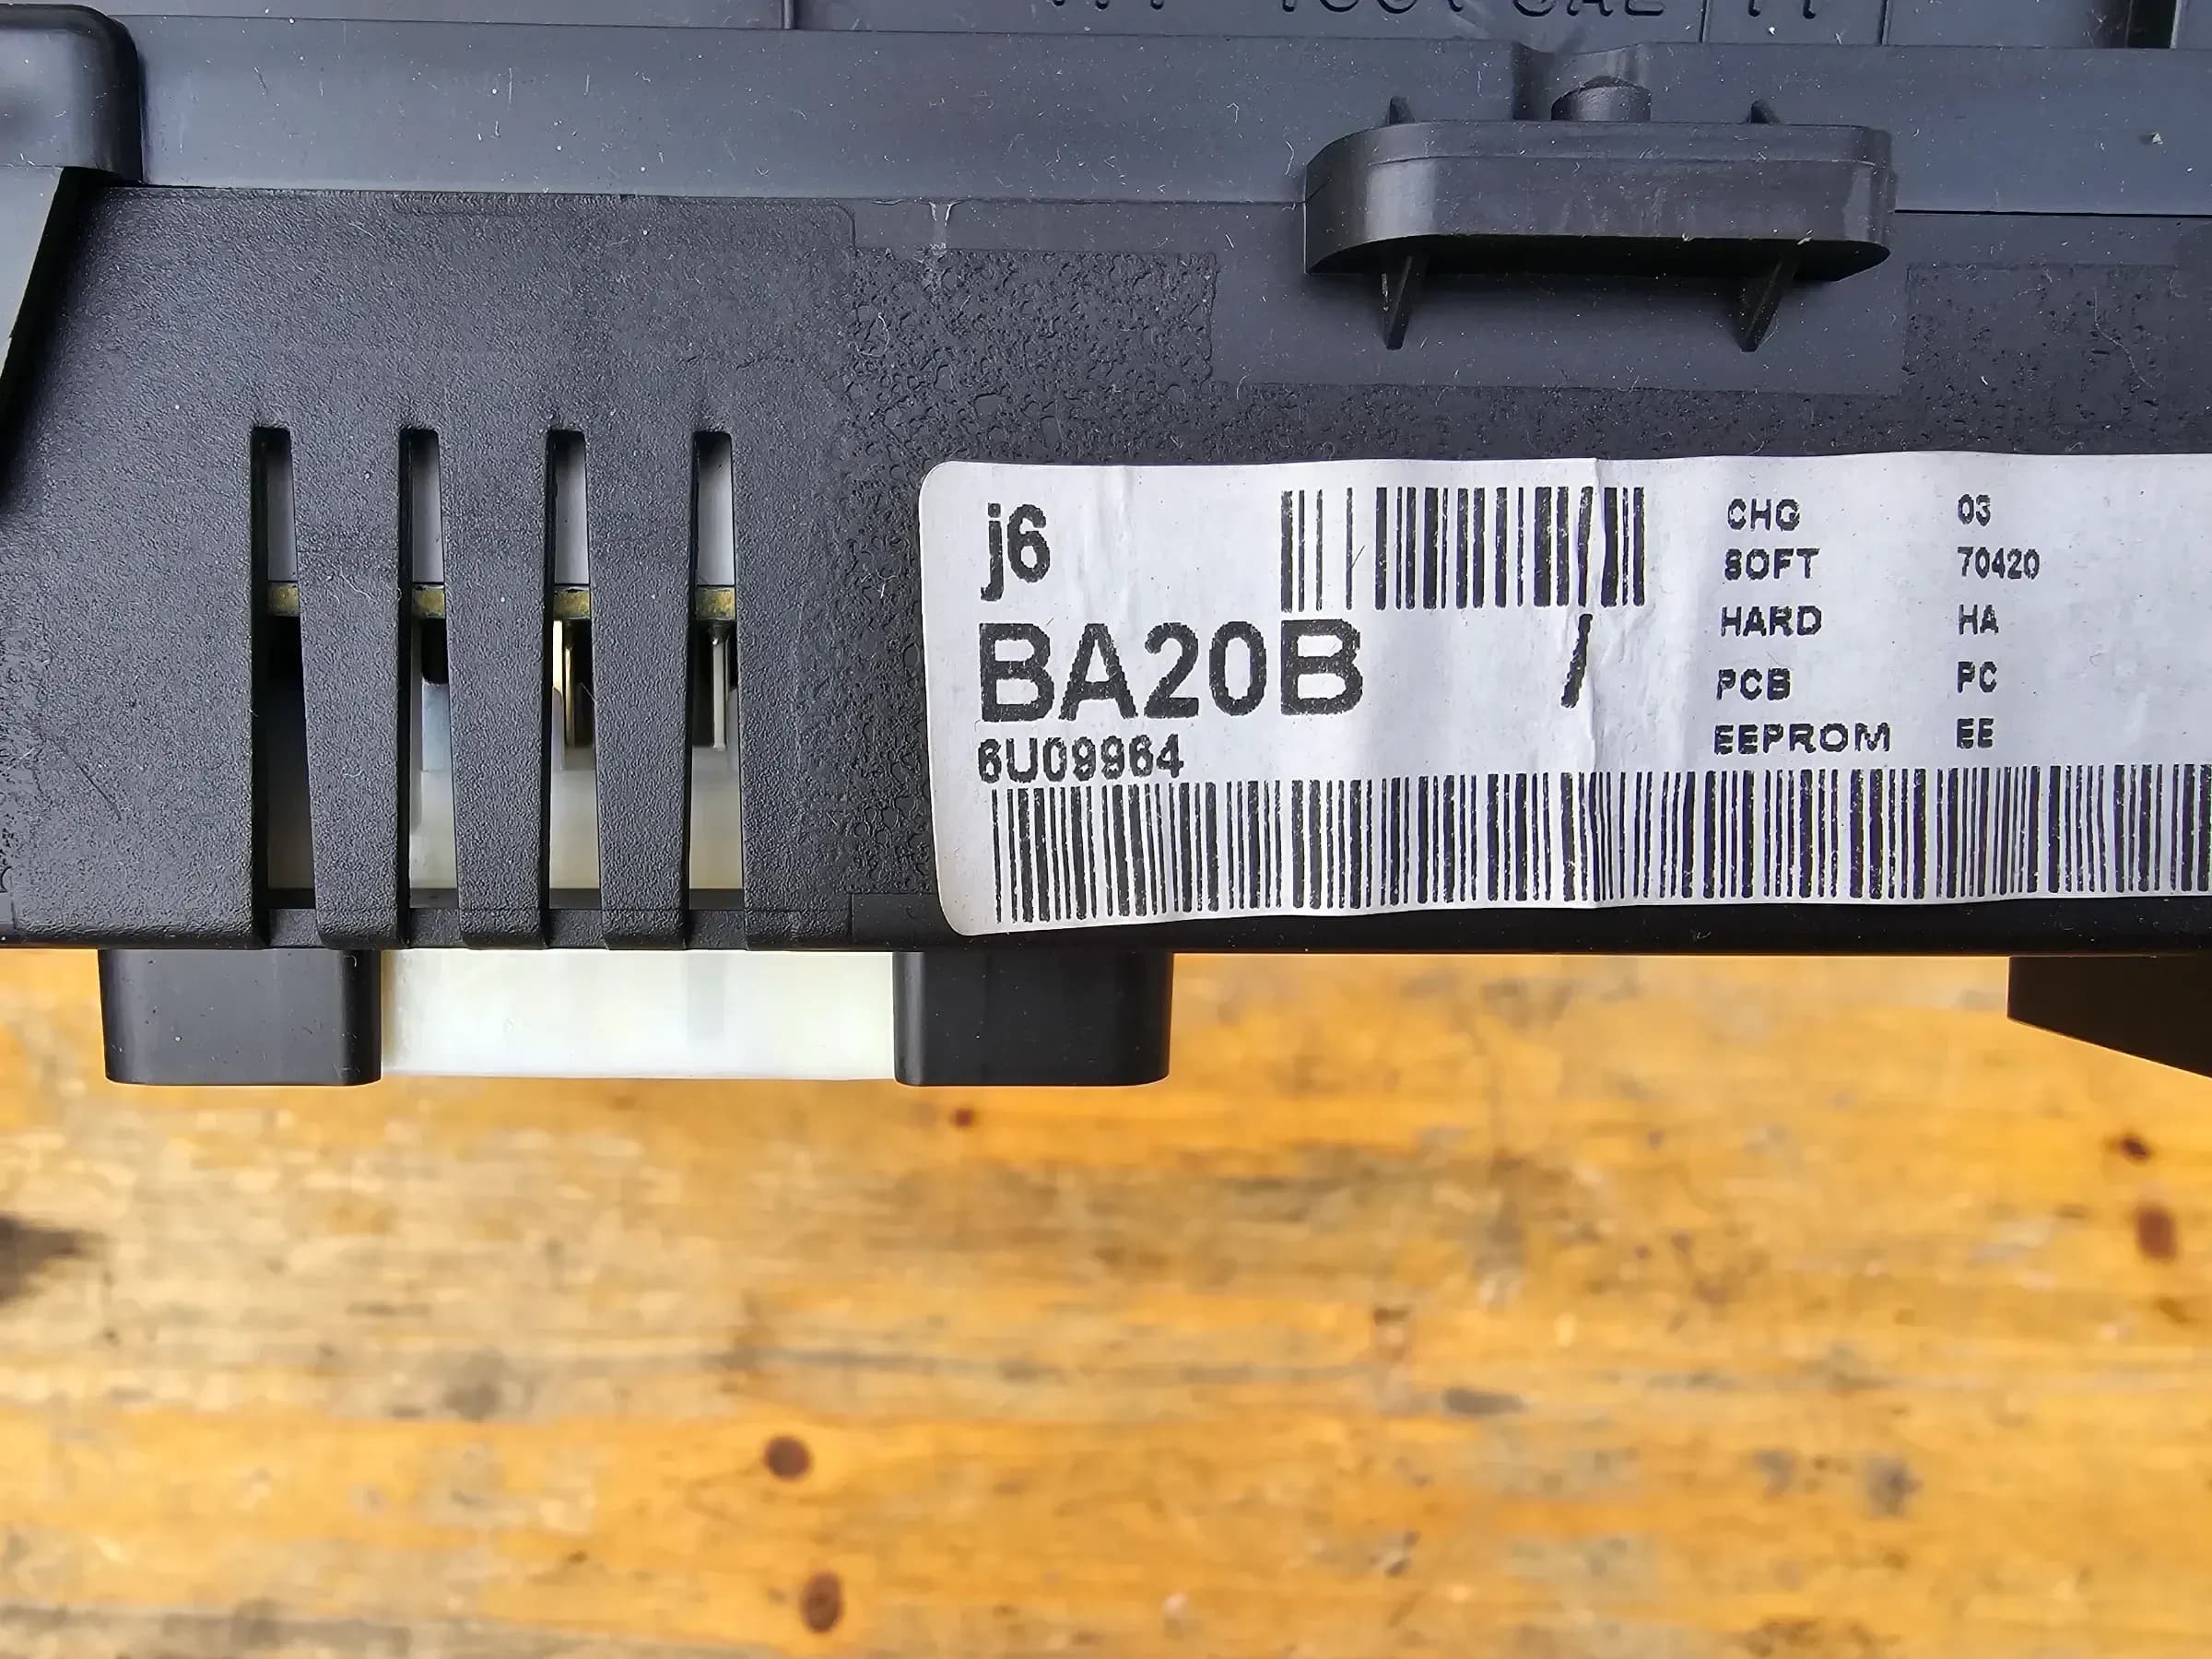 j6
BA20B /
6U09964
CHG 03
SOFT 70420
HARD HA
PCB PC
EEPROM EE